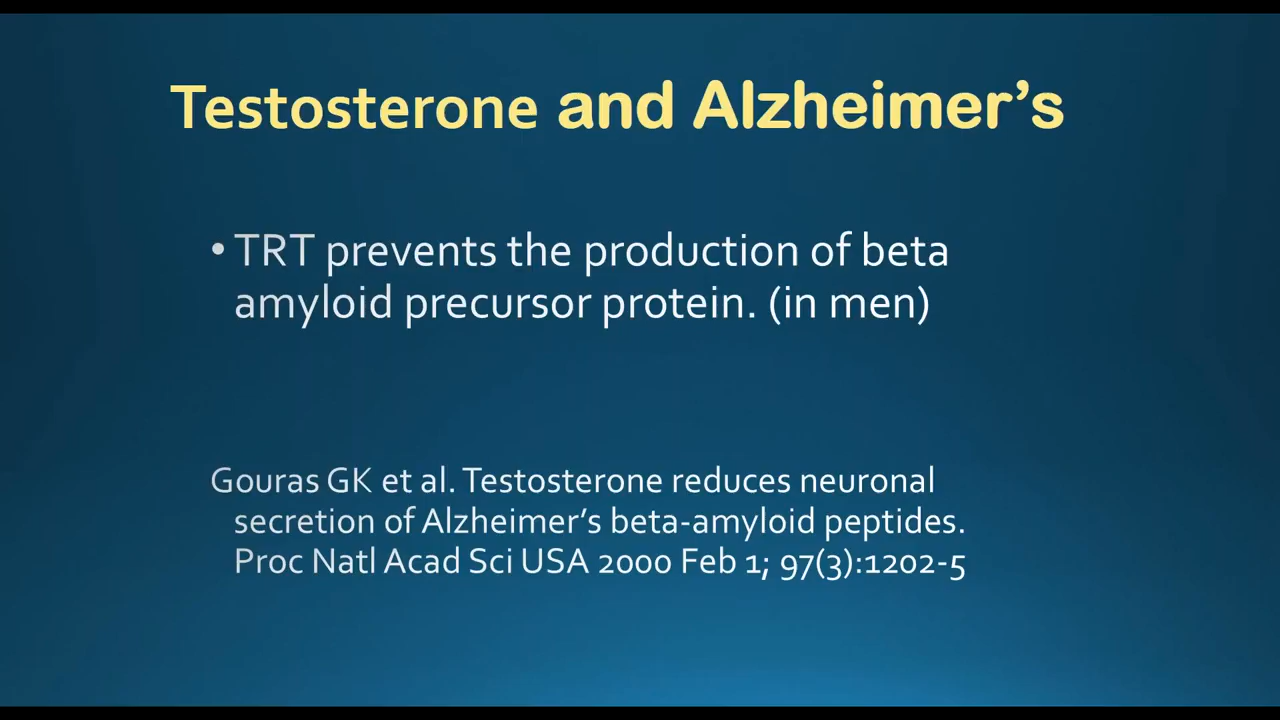 Testosterone and Alzheimer’s
• TRT prevents the production of beta
amyloid precursor protein. (in men)
Gouras GK et al. Testosterone reduces neuronal
secretion of Alzheimer’s beta-amyloid peptides.
Proc Natl Acad Sci USA 2000 Feb 1; 97(3):1202-5